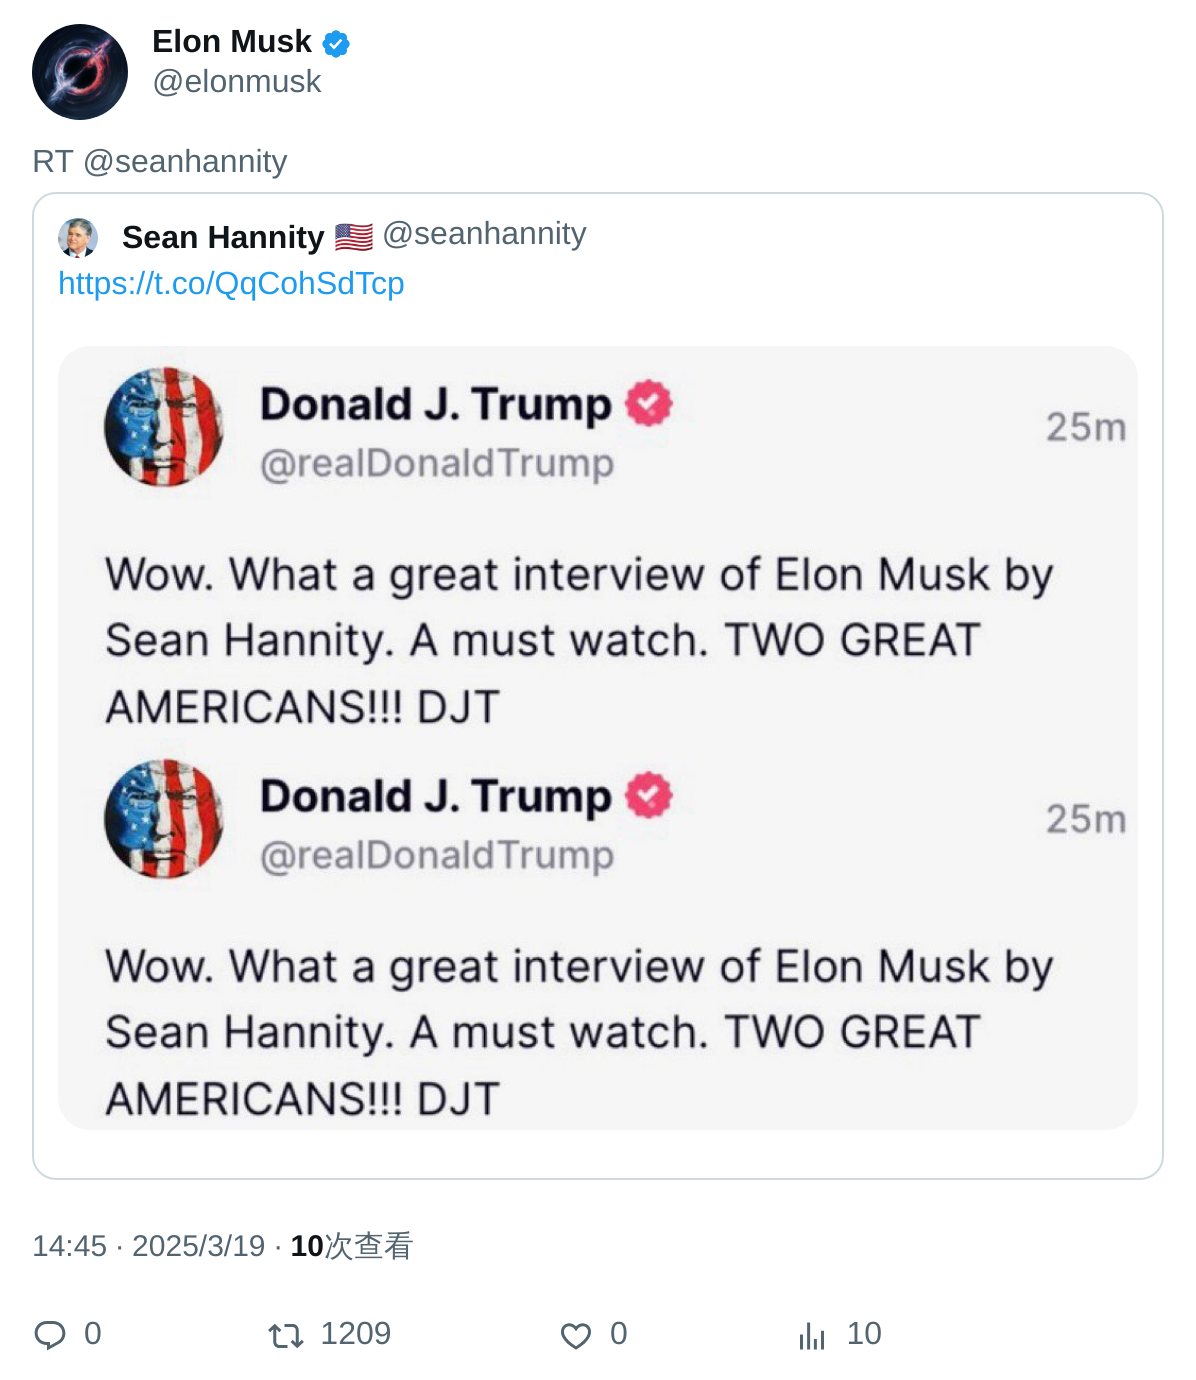 Elon Musk
@elonmusk
RT @seanhannity
Sean Hannity 🇺🇸 @seanhannity
https://t.co/QqCohSdTcp
Donald J. Trump
25m
@realDonaldTrump
Wow. What a great interview of Elon Musk by
Sean Hannity. A must watch. TWO GREAT
AMERICANS!!! DJT
Donald J. Trump
25m
@realDonaldTrump
Wow. What a great interview of Elon Musk by
Sean Hannity. A must watch. TWO GREAT
AMERICANS!!! DJT
14:45 · 2025/3/19 · 10次查看
0 1209 0 10